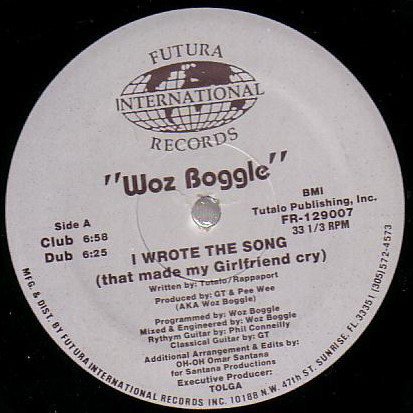 FUTURA
INTERNATIONAL
RECORDS
"Woz Boggle"
BMI
Tutalo Publishing, Inc.
FR-129007
33 1/3 RPM
Side A
Club 6:58
Dub 6:25
I WROTE THE SONG
(that made my Girlfriend cry)
Written by: Tutalo/Rappaport
Produced by: GT & Pee Wee
(AKA Woz Boggle)
Programmed by: Woz Boggle
Mixed & Engineered by: Woz Boggle
Rythym Guitar by: Phil Connelly
Classical Guitar by: GT
Additional Arrangement & Edits by:
OH-OH Omar Santana
for Santana Productions
Executive Producer:
TOLGA
MFG. & DIST. BY FUTURA INTERNATIONAL RECORDS INC. 10188 N.W. 47th ST. SUNRISE, FL. 33351 (305) 572-4573